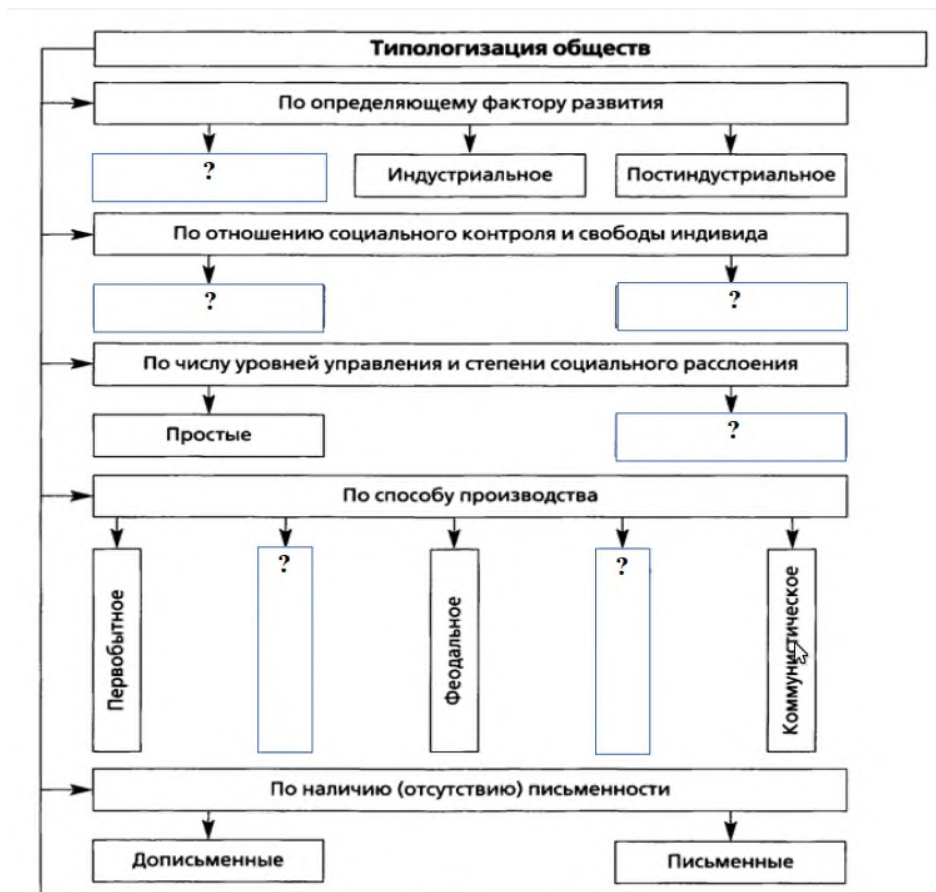 Типологизация обществ
По определяющему фактору развития
?
Индустриальное
Постиндустриальное
По отношению социального контроля и свободы индивида
?
?
По числу уровней управления и степени социального расслоения
Простые
?
По способу производства
Первобытное
?
Феодальное
?
Коммунистическое
По наличию (отсутствию) письменности
Дописьменные
Письменные